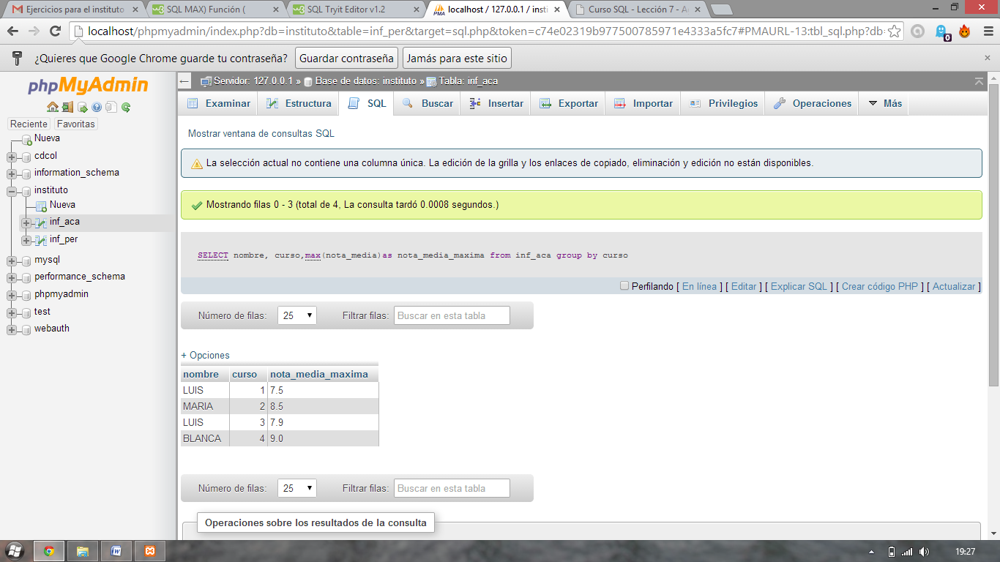 Ejercicios para el instituto
SQL MAX) Función (
SQL Tryit Editor v1.2
localhost / 127.0.0.1 / insti
Curso SQL - Lección 7 - A
localhost/phpmyadmin/index.php?db=instituto&table=inf_per&target=sql.php&token=c74e02319b977500785971e4333a5fc7#PMAURL-13:tbl_sql.php?db
0
¿Quieres que Google Chrome guarde tu contraseña?
Guardar contraseña
Jamás para este sitio
phpMyAdmin
Reciente
Favoritas
Nueva
cdcol
information_schema
instituto
Nueva
inf_aca
inf_per
mysql
performance_schema
phpmyadmin
test
webauth
Servidor: 127.0.0.1 » Base de datos: instituto » Tabla: inf_aca
Examinar
Estructura
SQL
Buscar
Insertar
Exportar
Importar
Privilegios
Operaciones
Más
Mostrar ventana de consultas SQL
La selección actual no contiene una columna única. La edición de la grilla y los enlaces de copiado, eliminación y edición no están disponibles.
Mostrando filas 0 - 3 (total de 4, La consulta tardó 0.0008 segundos.)
SELECT nombre, curso,max(nota_media)as nota_media_maxima from inf_aca group by curso
Perfilando [ En línea ] [ Editar ] [ Explicar SQL ] [ Crear código PHP ] [ Actualizar ]
Número de filas: 25 Filtrar filas: Buscar en esta tabla
+ Opciones
nombre curso nota_media_maxima
LUIS 1 7.5
MARIA 2 8.5
LUIS 3 7.9
BLANCA 4 9.0
Número de filas: 25 Filtrar filas: Buscar en esta tabla
Operaciones sobre los resultados de la consulta
19:27